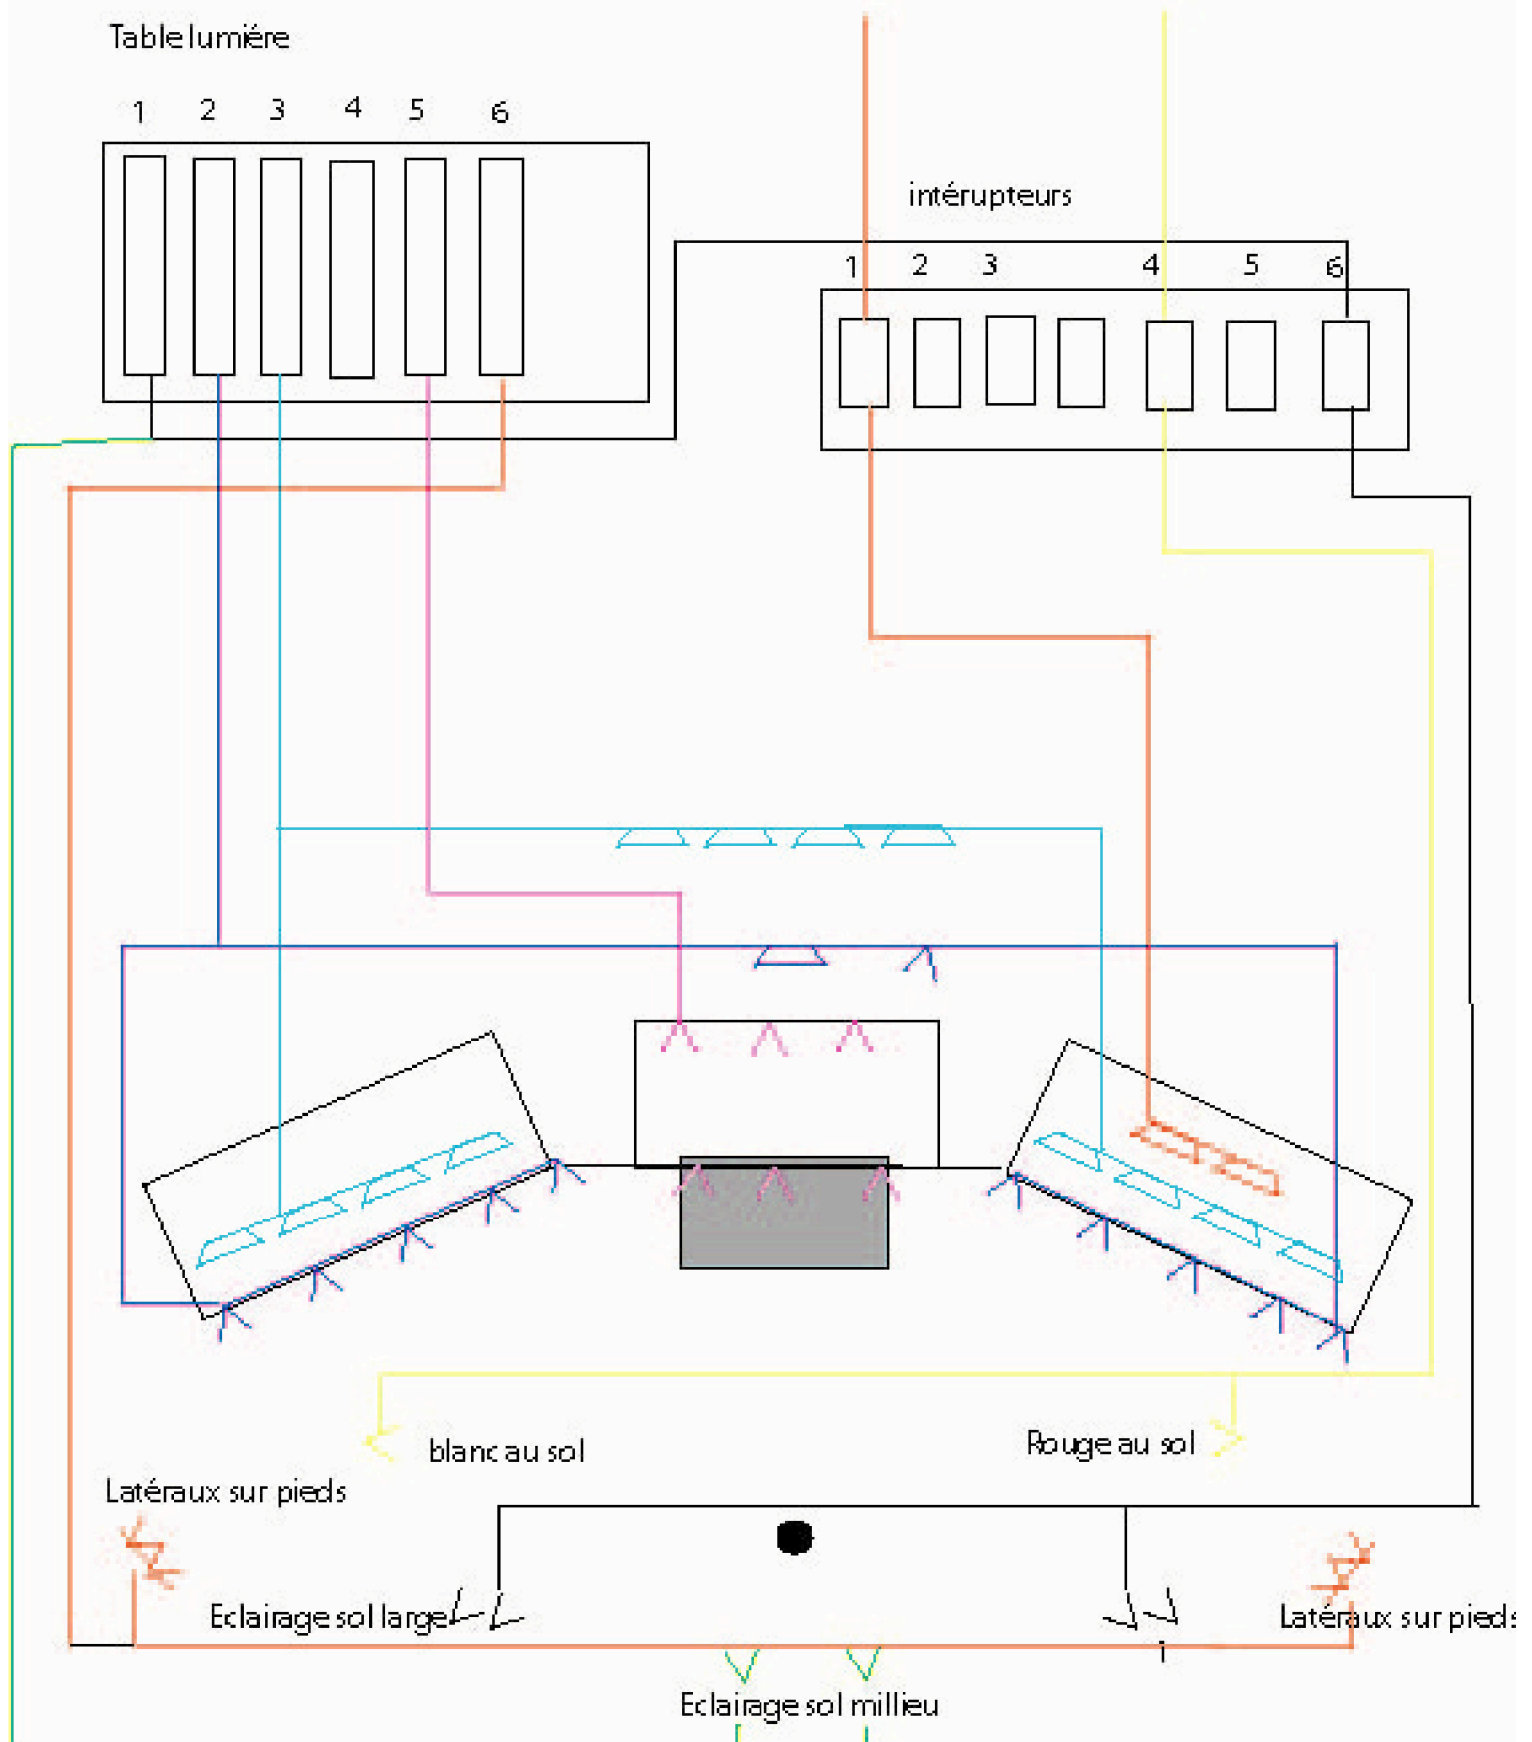 Table lumiére
1 2 3 4 5 6
intérupteurs
1 2 3 4 5 6
blanc au sol
Rouge au sol
Latéraux sur pieds
Eclairage sol large
Latéraux sur pieds
Eclairage sol millieu